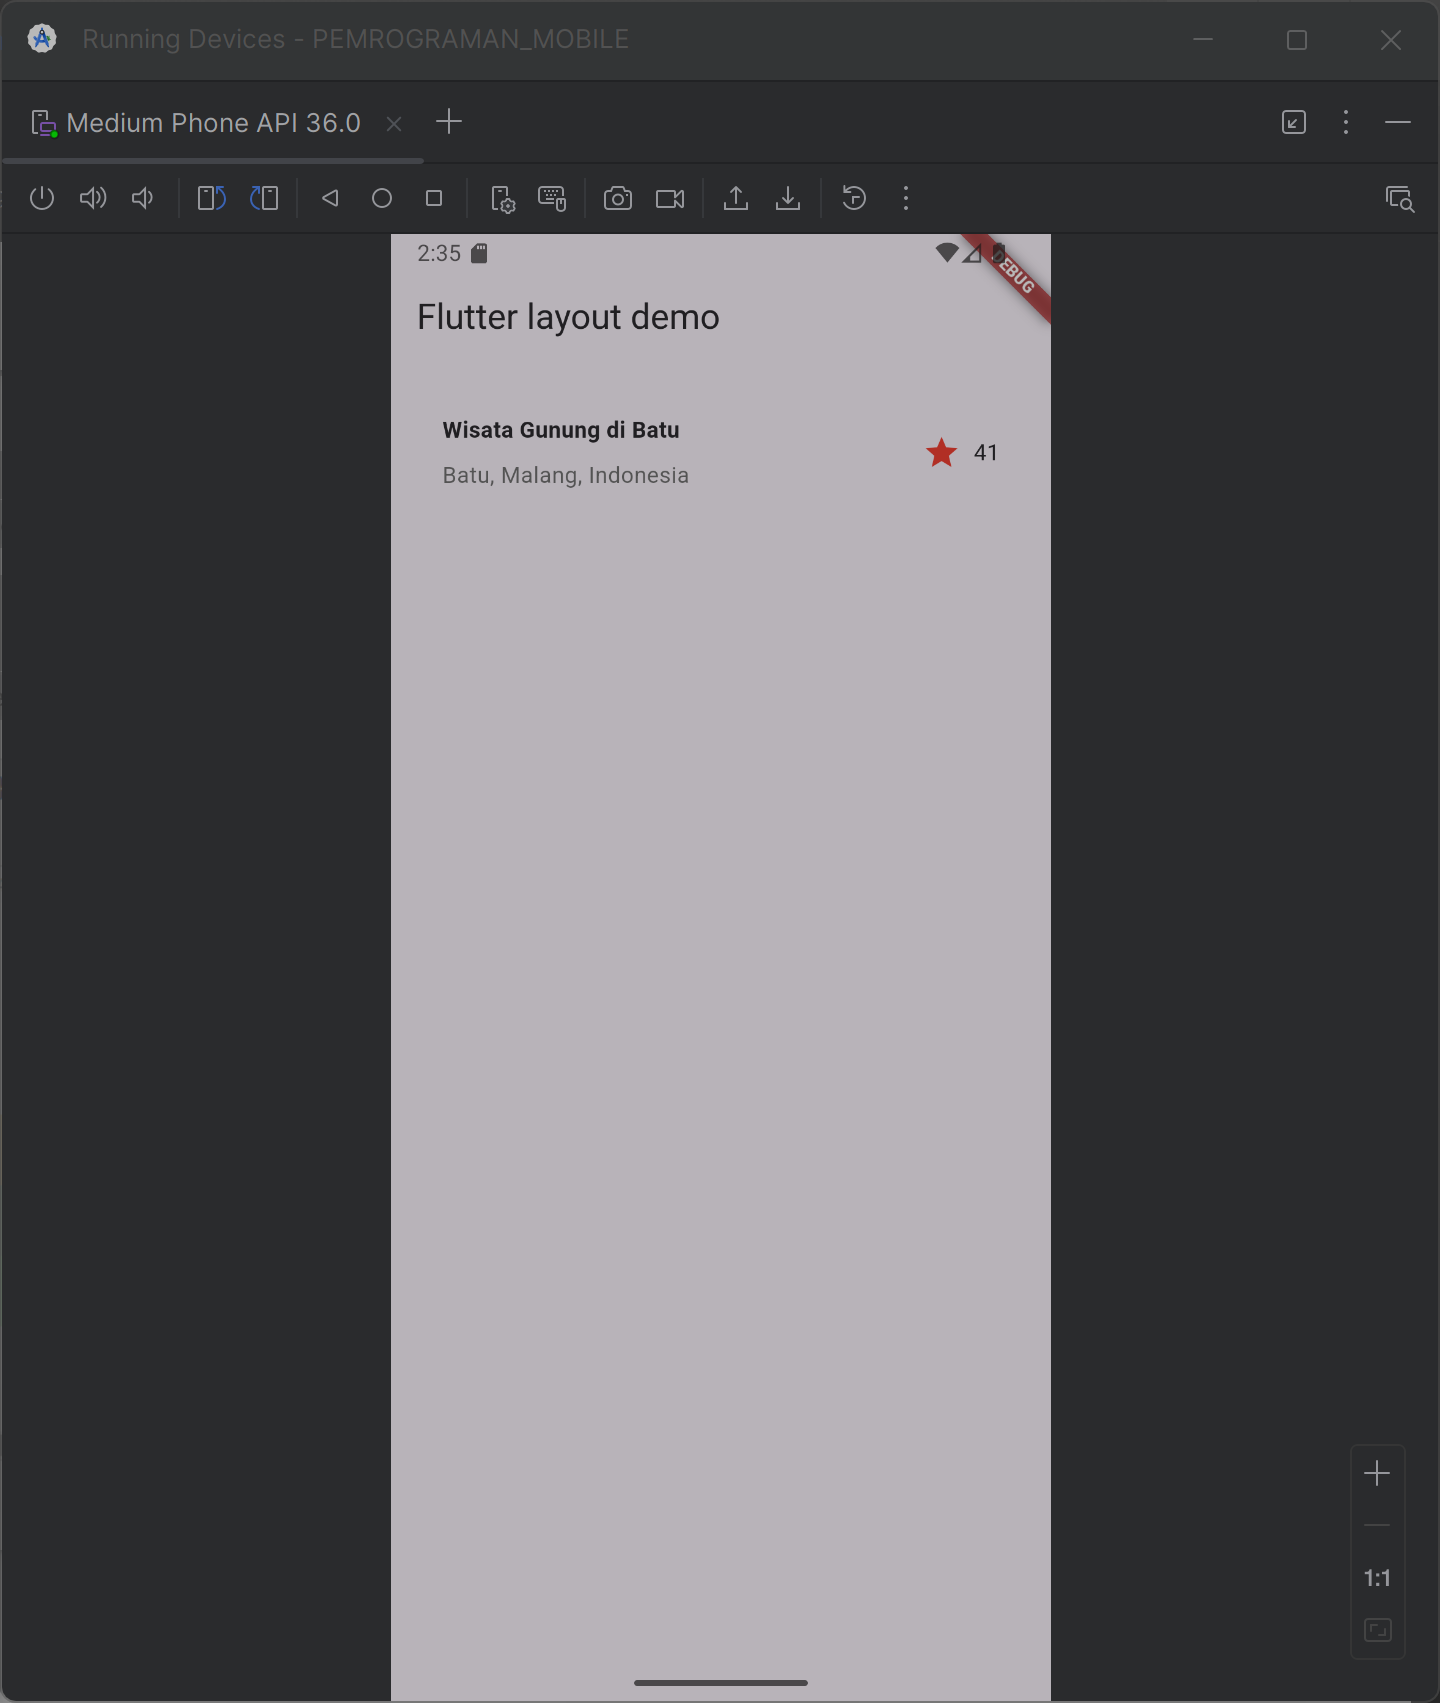 Running Devices - PEMROGRAMAN_MOBILE
Medium Phone API 36.0
2:35
DEBUG
Flutter layout demo
Wisata Gunung di Batu
41
Batu, Malang, Indonesia
1:1